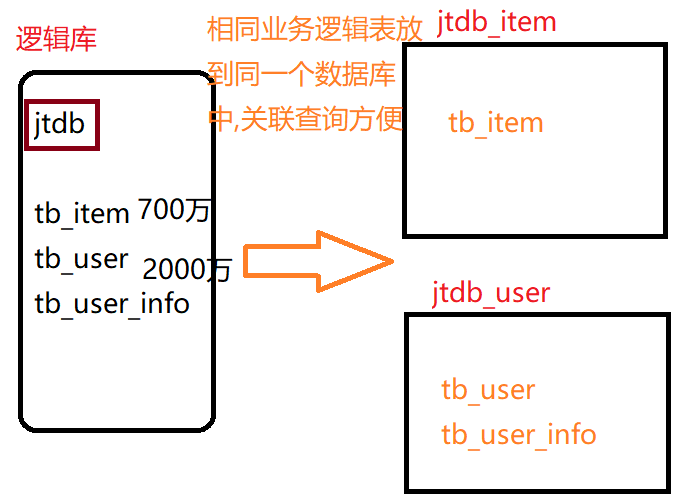 逻辑库
jtdb
tb_item 700万
tb_user 2000万
tb_user_info
相同业务逻辑表放
到同一个数据库
中,关联查询方便
jtdb_item
tb_item
jtdb_user
tb_user
tb_user_info